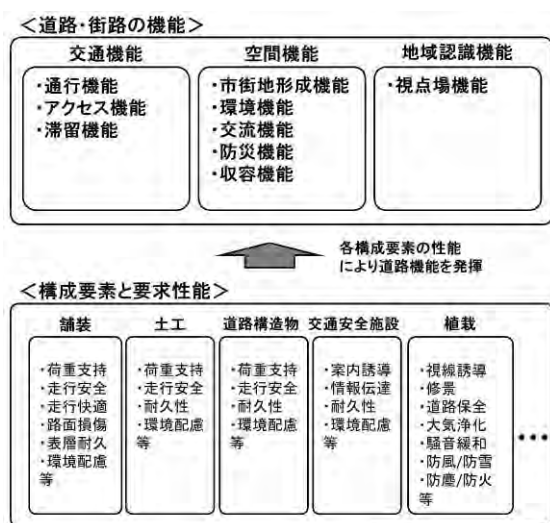 ＜道路・街路の機能＞
交通機能
・通行機能
・アクセス機能
・滞留機能
空間機能
・市街地形成機能
・環境機能
・交流機能
・防災機能
・収容機能
地域認識機能
・視点場機能
各構成要素の性能
により道路機能を発揮
＜構成要素と要求性能＞
舗装
・荷重支持
・走行安全
・走行快適
・路面損傷
・表層耐久
・環境配慮
等
土工
・荷重支持
・走行安全
・耐久性
・環境配慮
等
道路構造物
・荷重支持
・走行安全
・耐久性
・環境配慮
等
交通安全施設
・案内誘導
・情報伝達
・耐久性
・環境配慮
等
植栽
・視線誘導
・修景
・道路保全
・大気浄化
・騒音緩和
・防風/防雪
・防塵/防火
等
・・・